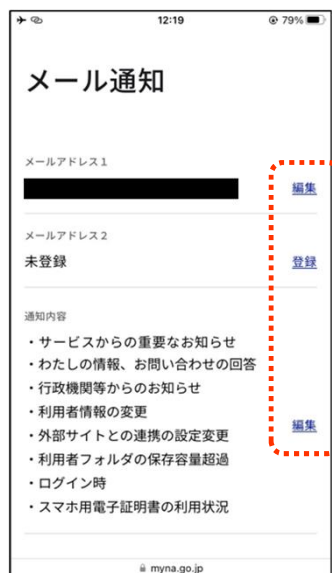 12:19
79%
メール通知
メールアドレス1
編集
メールアドレス2
未登録
登録
通知内容
・サービスからの重要なお知らせ
・わたしの情報、お問い合わせの回答
・行政機関等からのお知らせ
・利用者情報の変更
・外部サイトとの連携の設定変更
編集
・利用者フォルダの保存容量超過
・ログイン時
・スマホ用電子証明書の利用状況
myna.go.jp